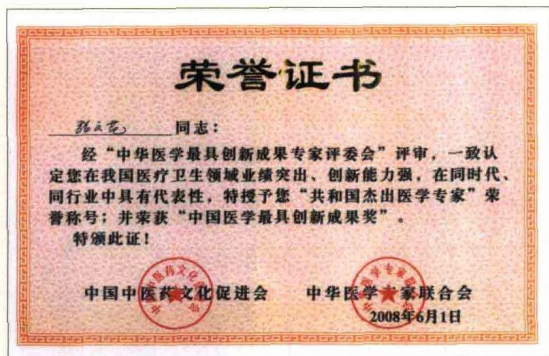 荣誉证书
同志：
经“中华医学最具创新成果专家评委会”评审，一致认
定您在我国医疗卫生领域业绩突出、创新能力强，在同时代、
同行业中具有代表性，特授予您“共和国杰出医学专家”荣
誉称号；并荣获“中国医学最具创新成果奖”。
特颁此证！
中国中医药文化促进会 中华医学专家联合会
2008年6月1日